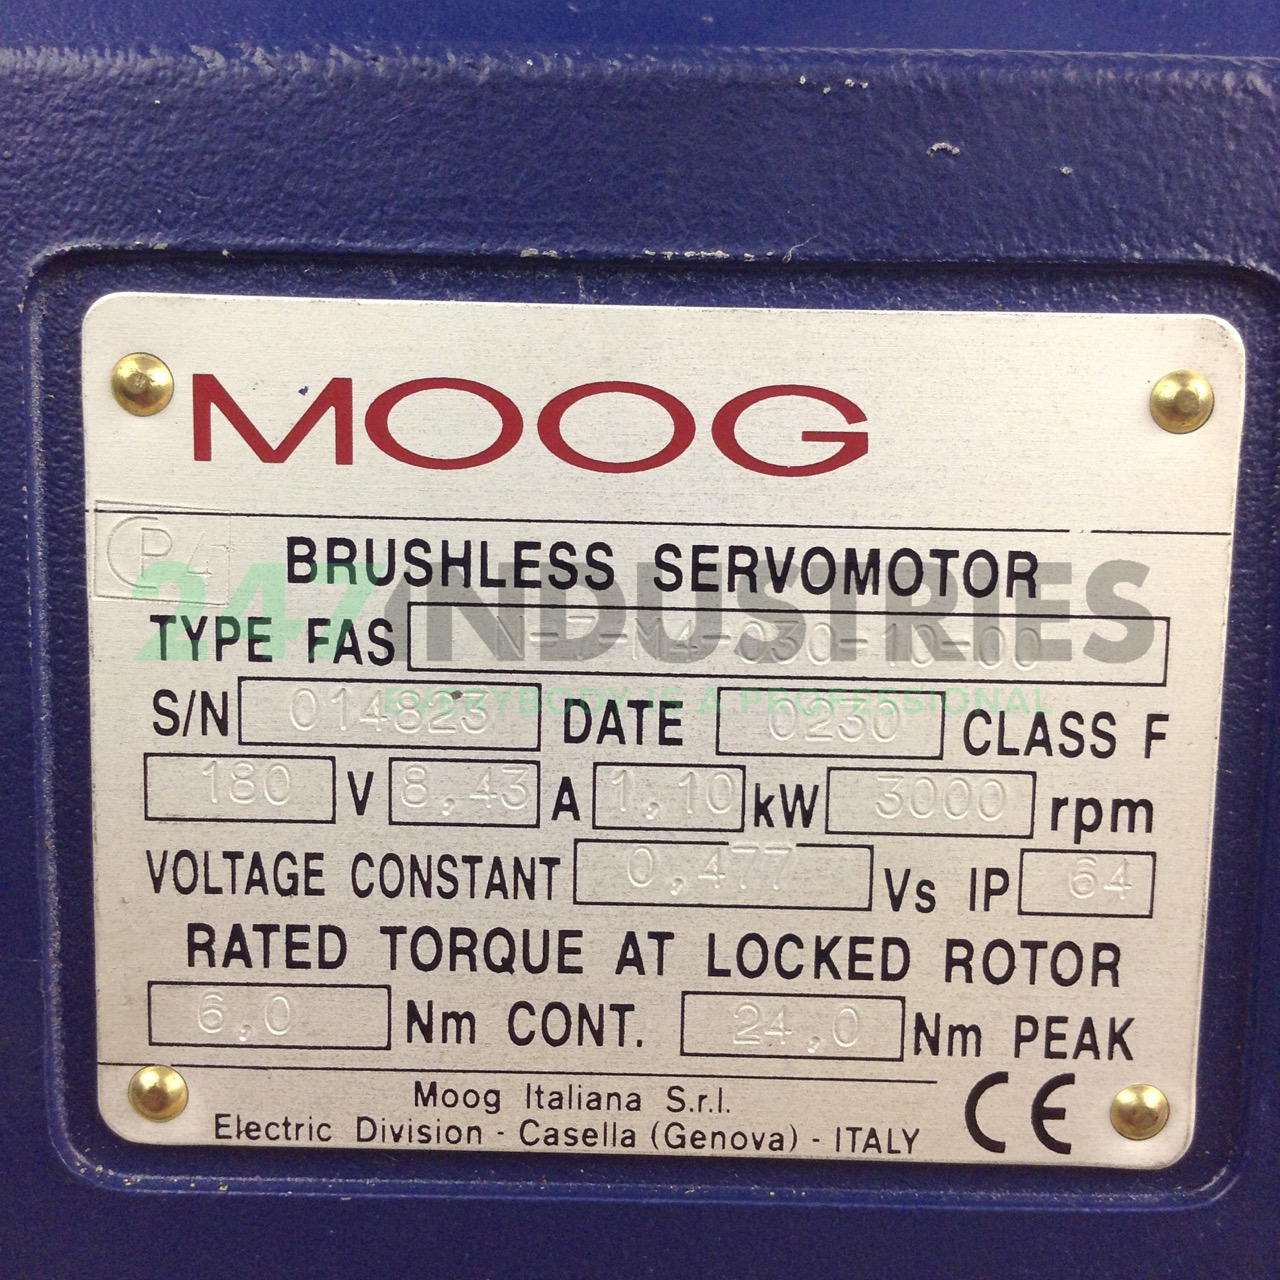 MOOG
BRUSHLESS SERVOMOTOR
TYPE FAS N-7-M4-030-10-00
S/N 014823 DATE 0230 CLASS F
180 V 8,43 A 1,10 kW 3000 rpm
VOLTAGE CONSTANT 0,477 Vs IP 64
RATED TORQUE AT LOCKED ROTOR
6,0 Nm CONT. 24,0 Nm PEAK
Moog Italiana S.r.l.
Electric Division - Casella (Genova) - ITALY
CE
247 INDUSTRIES
EVERYBODY IS A PROFESSIONAL